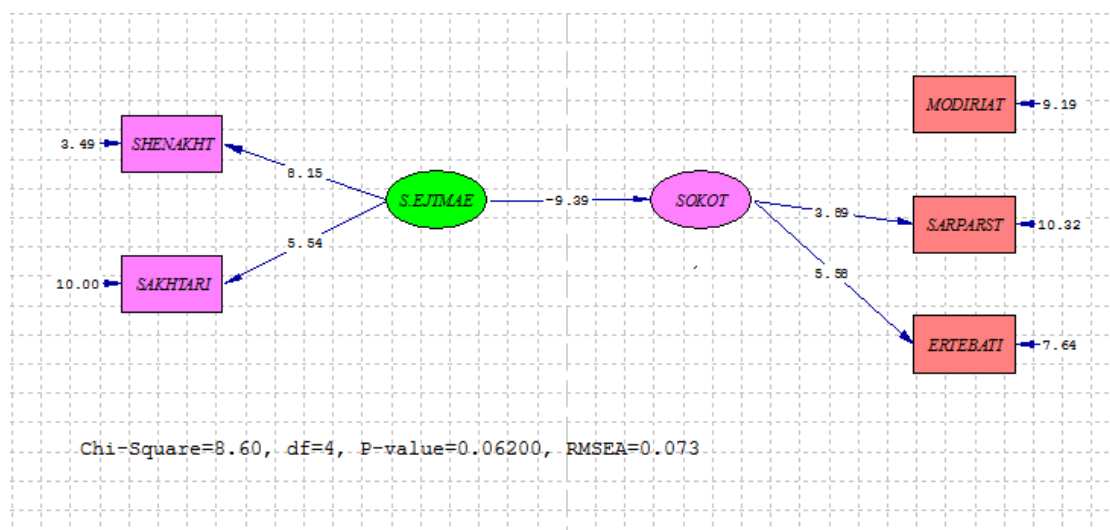 MODIRIAT
9.19
3.49
SHENAKHT
8.15
S.EJTMAE
-9.39
SOKOT
3.89
SARPARST
10.32
5.54
5.58
10.00
SAKHTARI
ERTEBATI
7.64
Chi-Square=8.60, df=4, P-value=0.06200, RMSEA=0.073